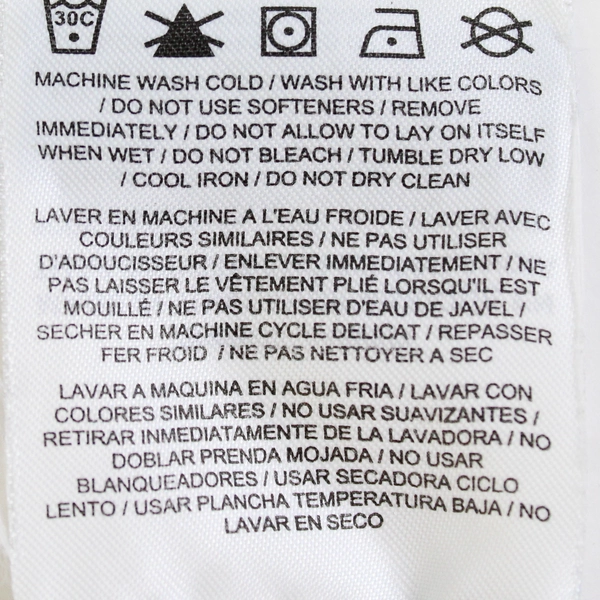 30C
MACHINE WASH COLD / WASH WITH LIKE COLORS
/ DO NOT USE SOFTENERS / REMOVE
IMMEDIATELY / DO NOT ALLOW TO LAY ON ITSELF
WHEN WET / DO NOT BLEACH / TUMBLE DRY LOW
/ COOL IRON / DO NOT DRY CLEAN
LAVER EN MACHINE A L'EAU FROIDE / LAVER AVEC
COULEURS SIMILAIRES / NE PAS UTILISER
D'ADOUCISSEUR / ENLEVER IMMEDIATEMENT / NE
PAS LAISSER LE VÊTEMENT PLIÉ LORSQU'IL EST
MOUILLÉ / NE PAS UTILISER D'EAU DE JAVEL /
SECHER EN MACHINE CYCLE DELICAT / REPASSER
FER FROID / NE PAS NETTOYER A SEC
LAVAR A MAQUINA EN AGUA FRIA / LAVAR CON
COLORES SIMILARES / NO USAR SUAVIZANTES /
RETIRAR INMEDIATAMENTE DE LA LAVADORA / NO
DOBLAR PRENDA MOJADA / NO USAR
BLANQUEADORES / USAR SECADORA CICLO
LENTO / USAR PLANCHA TEMPERATURA BAJA / NO
LAVAR EN SECO